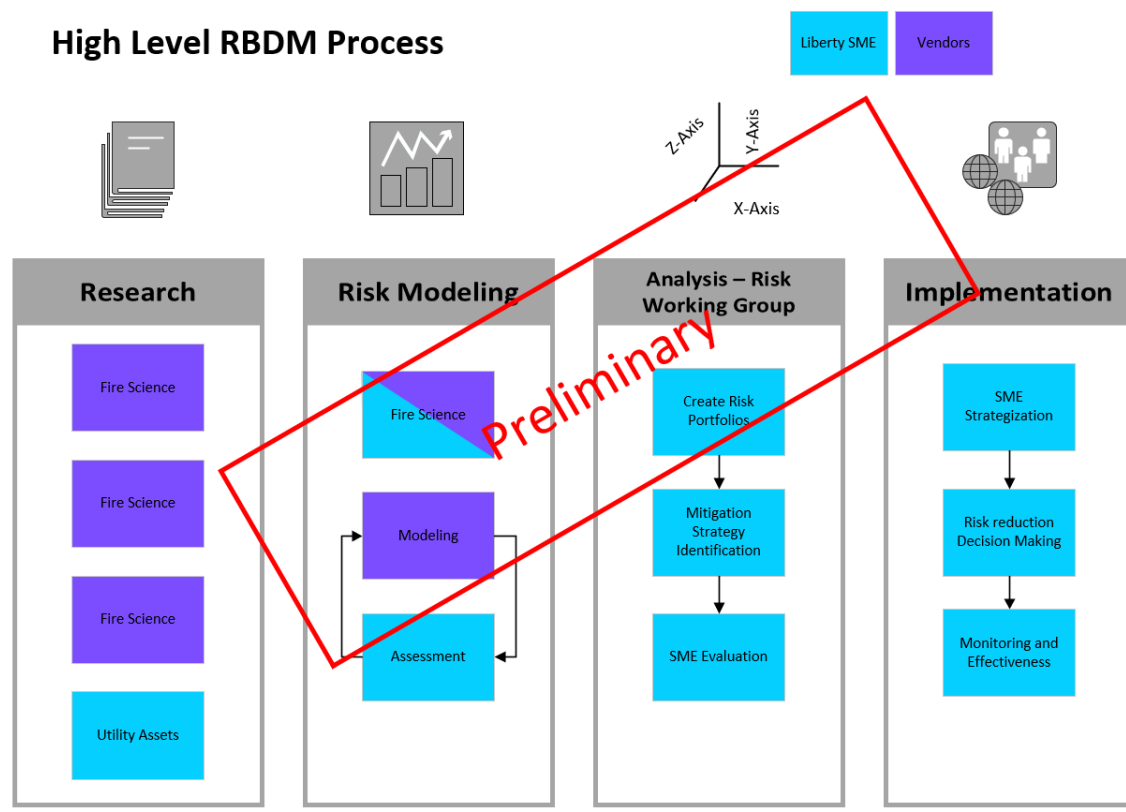 High Level RBDM Process
Liberty SME
Vendors
Z-Axis
Y-Axis
X-Axis
Research
Fire Science
Fire Science
Fire Science
Utility Assets
Risk Modeling
Fire Science
Modeling
Assessment
Analysis – Risk
Working Group
Create Risk
Portfolios
Mitigation
Strategy
Identification
SME Evaluation
Implementation
SME
Strategization
Risk reduction
Decision Making
Monitoring and
Effectiveness
Preliminary